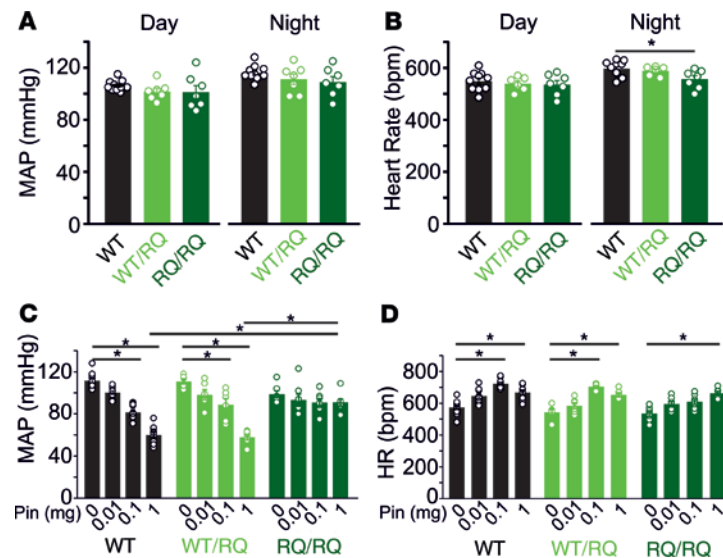 A
Day
Night
MAP (mmHg)
120
80
40
0
WT
WT/RQ
RQ/RQ
WT
WT/RQ
RQ/RQ
B
Day
Night
*
Heart Rate (bpm)
600
400
200
0
WT
WT/RQ
RQ/RQ
WT
WT/RQ
RQ/RQ
C
*
*
*
*
*
*
MAP (mmHg)
120
80
40
0
Pin (mg) 0 0.01 0.1 1 0 0.01 0.1 1 0 0.01 0.1 1
WT WT/RQ RQ/RQ
D
*
*
*
*
*
HR (bpm)
800
600
400
200
0
Pin (mg) 0 0.01 0.1 1 0 0.01 0.1 1 0 0.01 0.1 1
WT WT/RQ RQ/RQ